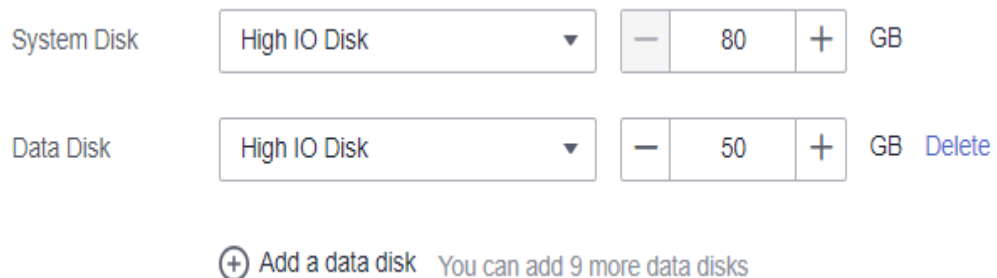 System Disk High IO Disk — 80 + GB
Data Disk High IO Disk — 50 + GB Delete
Add a data disk You can add 9 more data disks